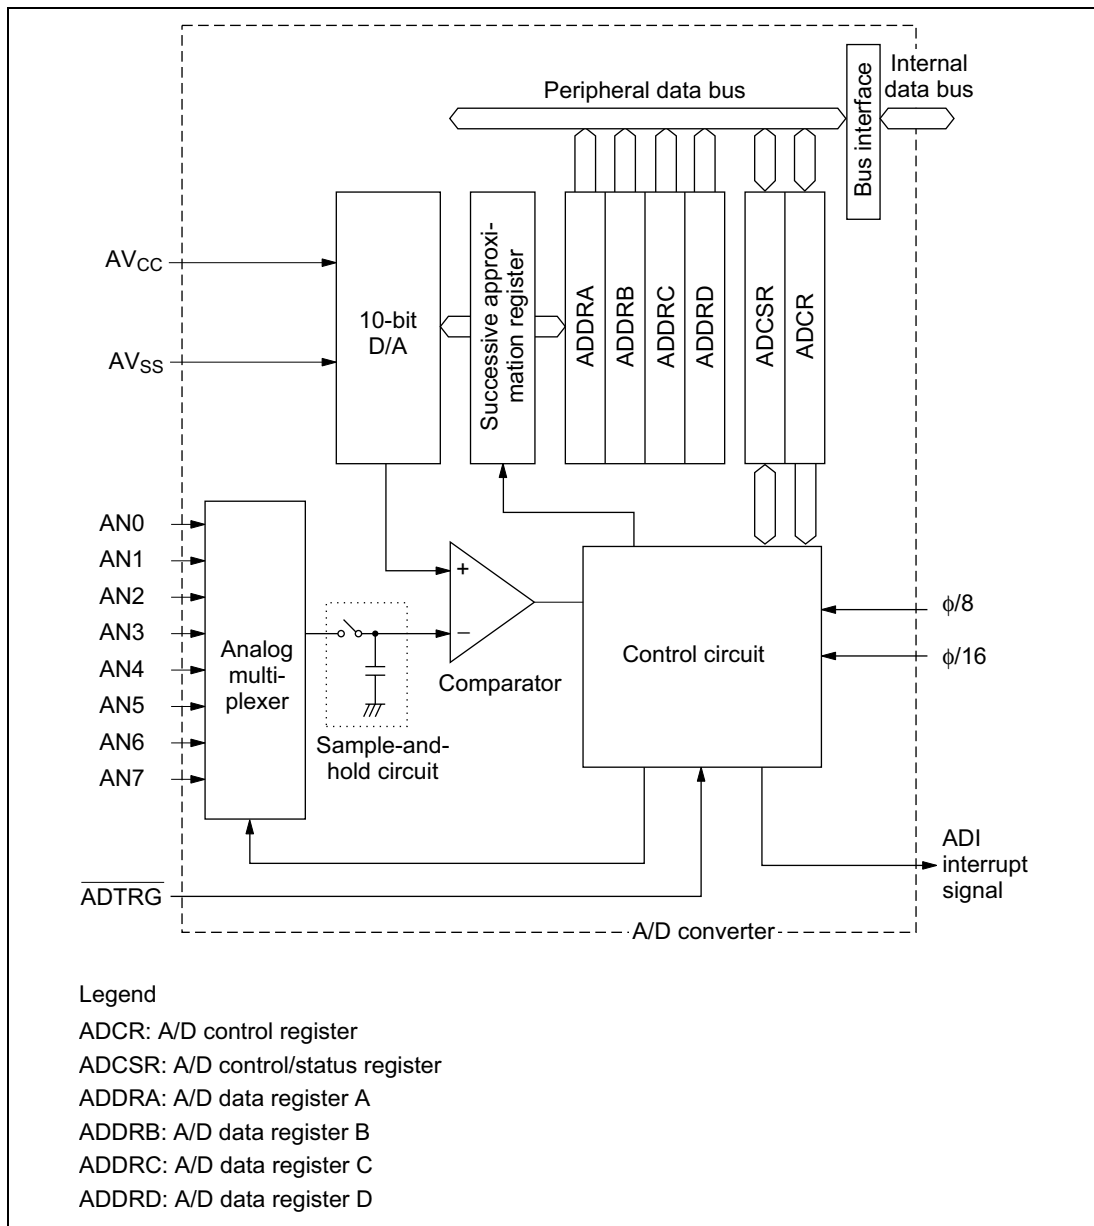 Peripheral data bus
Internal
data bus
Bus interface
AV_CC
AV_SS
10-bit
D/A
Successive approxi-
mation register
ADDRA
ADDRB
ADDRC
ADDRD
ADCSR
ADCR
AN0
AN1
AN2
AN3
AN4
AN5
AN6
AN7
Analog
multi-
plexer
+
−
Comparator
Sample-and-
hold circuit
Control circuit
ϕ/8
ϕ/16
ADTRG
ADI
interrupt
signal
A/D converter
Legend
ADCR: A/D control register
ADCSR: A/D control/status register
ADDRA: A/D data register A
ADDRB: A/D data register B
ADDRC: A/D data register C
ADDRD: A/D data register D